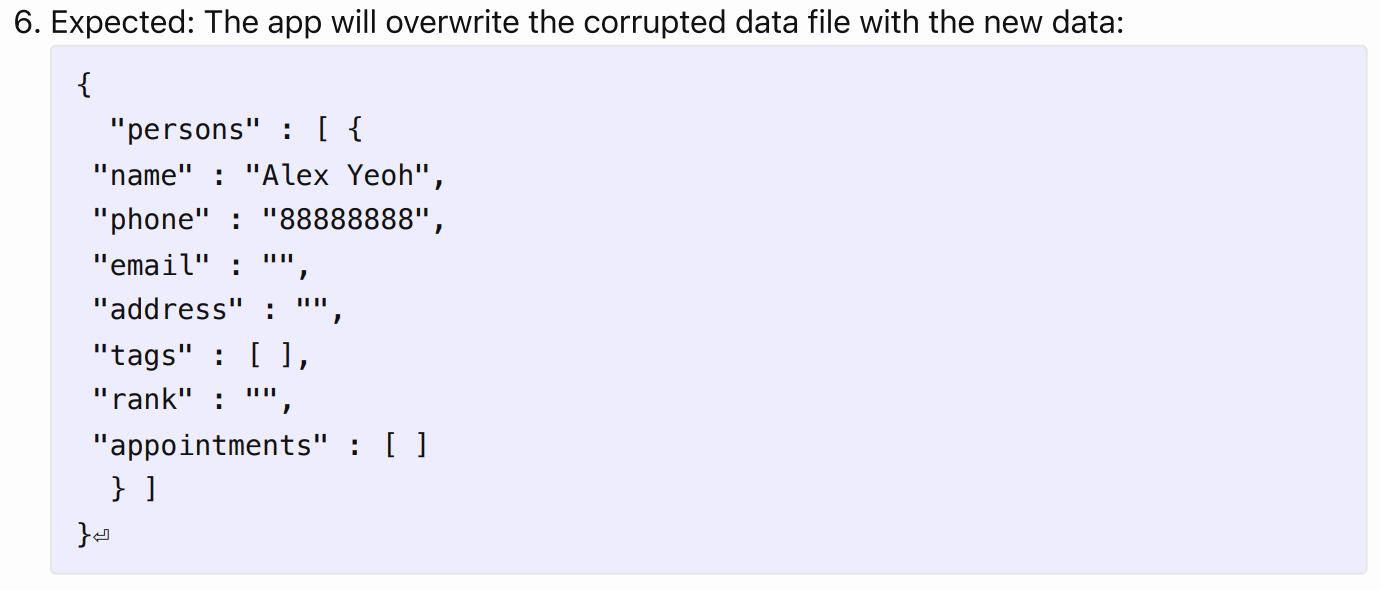 6. Expected: The app will overwrite the corrupted data file with the new data:
{
  "persons" : [ {
 "name" : "Alex Yeoh",
 "phone" : "88888888",
 "email" : "",
 "address" : "",
 "tags" : [ ],
 "rank" : "",
 "appointments" : [ ]
  } ]
}⏎